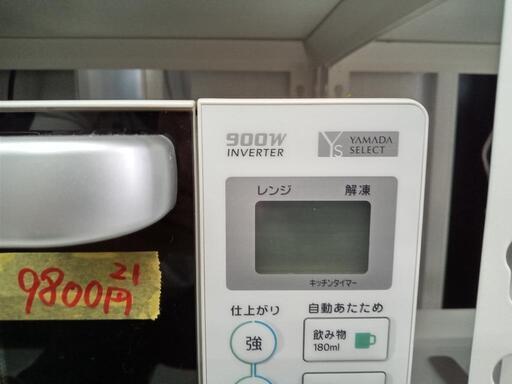 900W
INVERTER
YS YAMADA
SELECT
レンジ 解凍
キッチンタイマー
21
9800円
仕上がり 自動あたため
強
飲み物
180ml